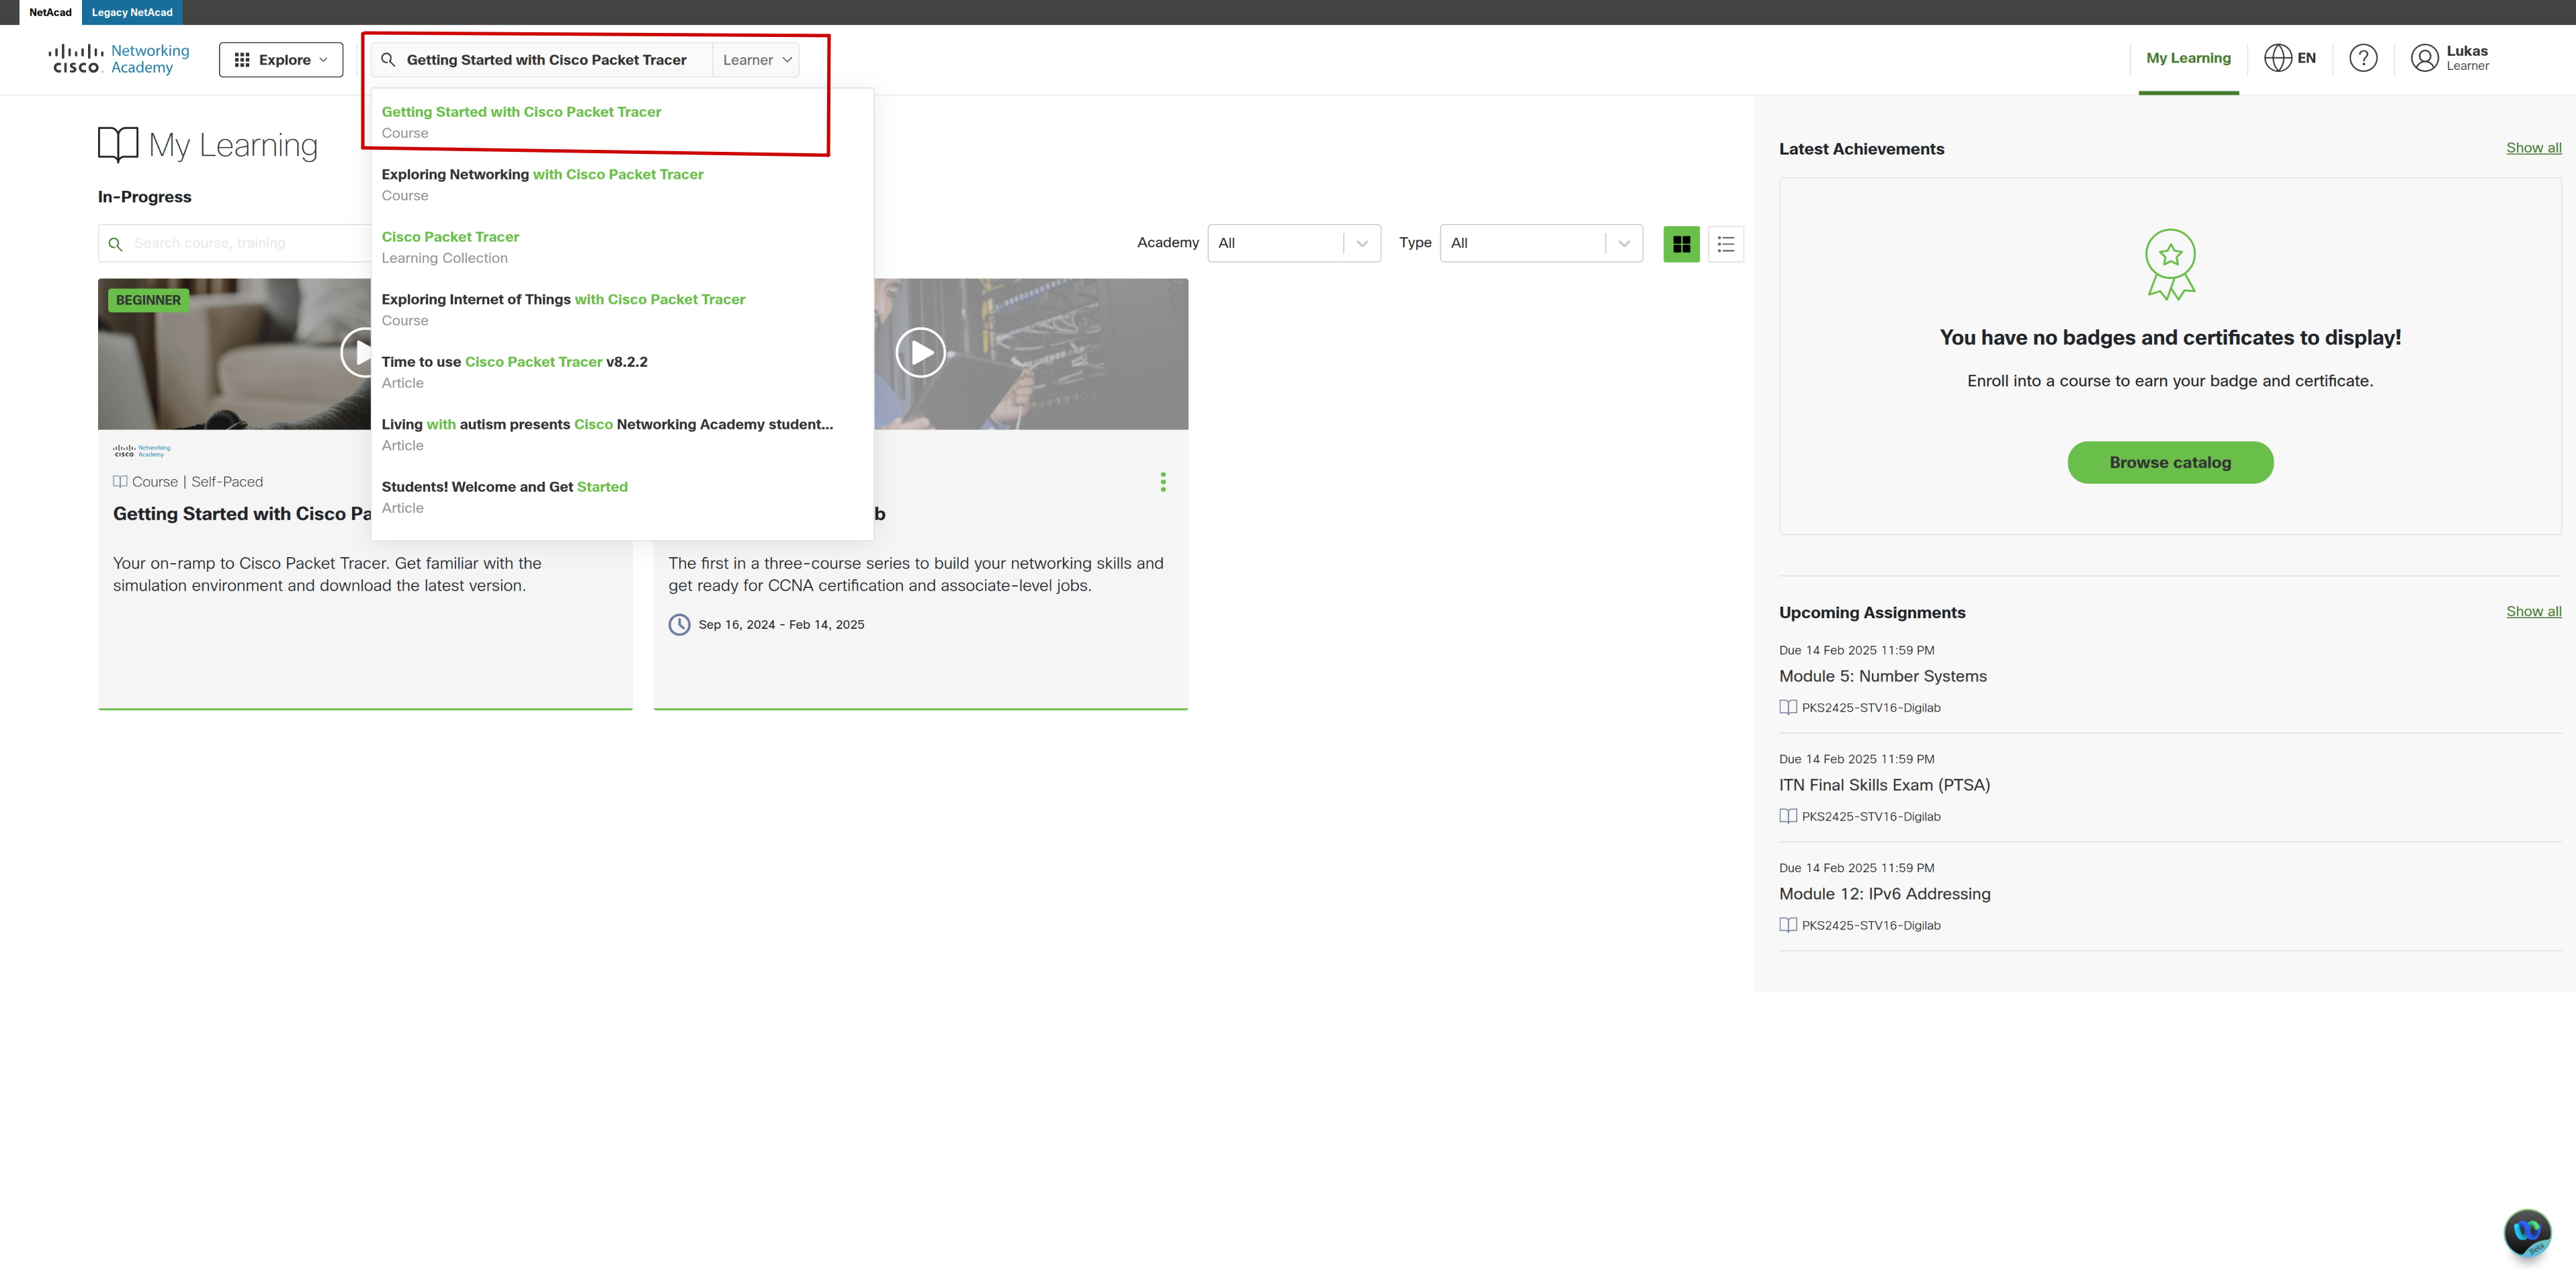 NetAcad
Legacy NetAcad
CISCO. Networking Academy
Explore
Getting Started with Cisco Packet Tracer
Learner
My Learning
EN
?
Lukas
Learner
Getting Started with Cisco Packet Tracer
Course
Exploring Networking with Cisco Packet Tracer
Course
Cisco Packet Tracer
Learning Collection
Exploring Internet of Things with Cisco Packet Tracer
Course
Time to use Cisco Packet Tracer v8.2.2
Article
Living with autism presents Cisco Networking Academy student...
Article
Students! Welcome and Get Started
Article
My Learning
In-Progress
Search course, training
Academy
All
Type
All
BEGINNER
CISCO. Networking Academy
Course | Self-Paced
Getting Started with Cisco Pa
Your on-ramp to Cisco Packet Tracer. Get familiar with the
simulation environment and download the latest version.
b
The first in a three-course series to build your networking skills and
get ready for CCNA certification and associate-level jobs.
Sep 16, 2024 - Feb 14, 2025
Latest Achievements
Show all
You have no badges and certificates to display!
Enroll into a course to earn your badge and certificate.
Browse catalog
Upcoming Assignments
Show all
Due 14 Feb 2025 11:59 PM
Module 5: Number Systems
PKS2425-STV16-Digilab
Due 14 Feb 2025 11:59 PM
ITN Final Skills Exam (PTSA)
PKS2425-STV16-Digilab
Due 14 Feb 2025 11:59 PM
Module 12: IPv6 Addressing
PKS2425-STV16-Digilab
Beta